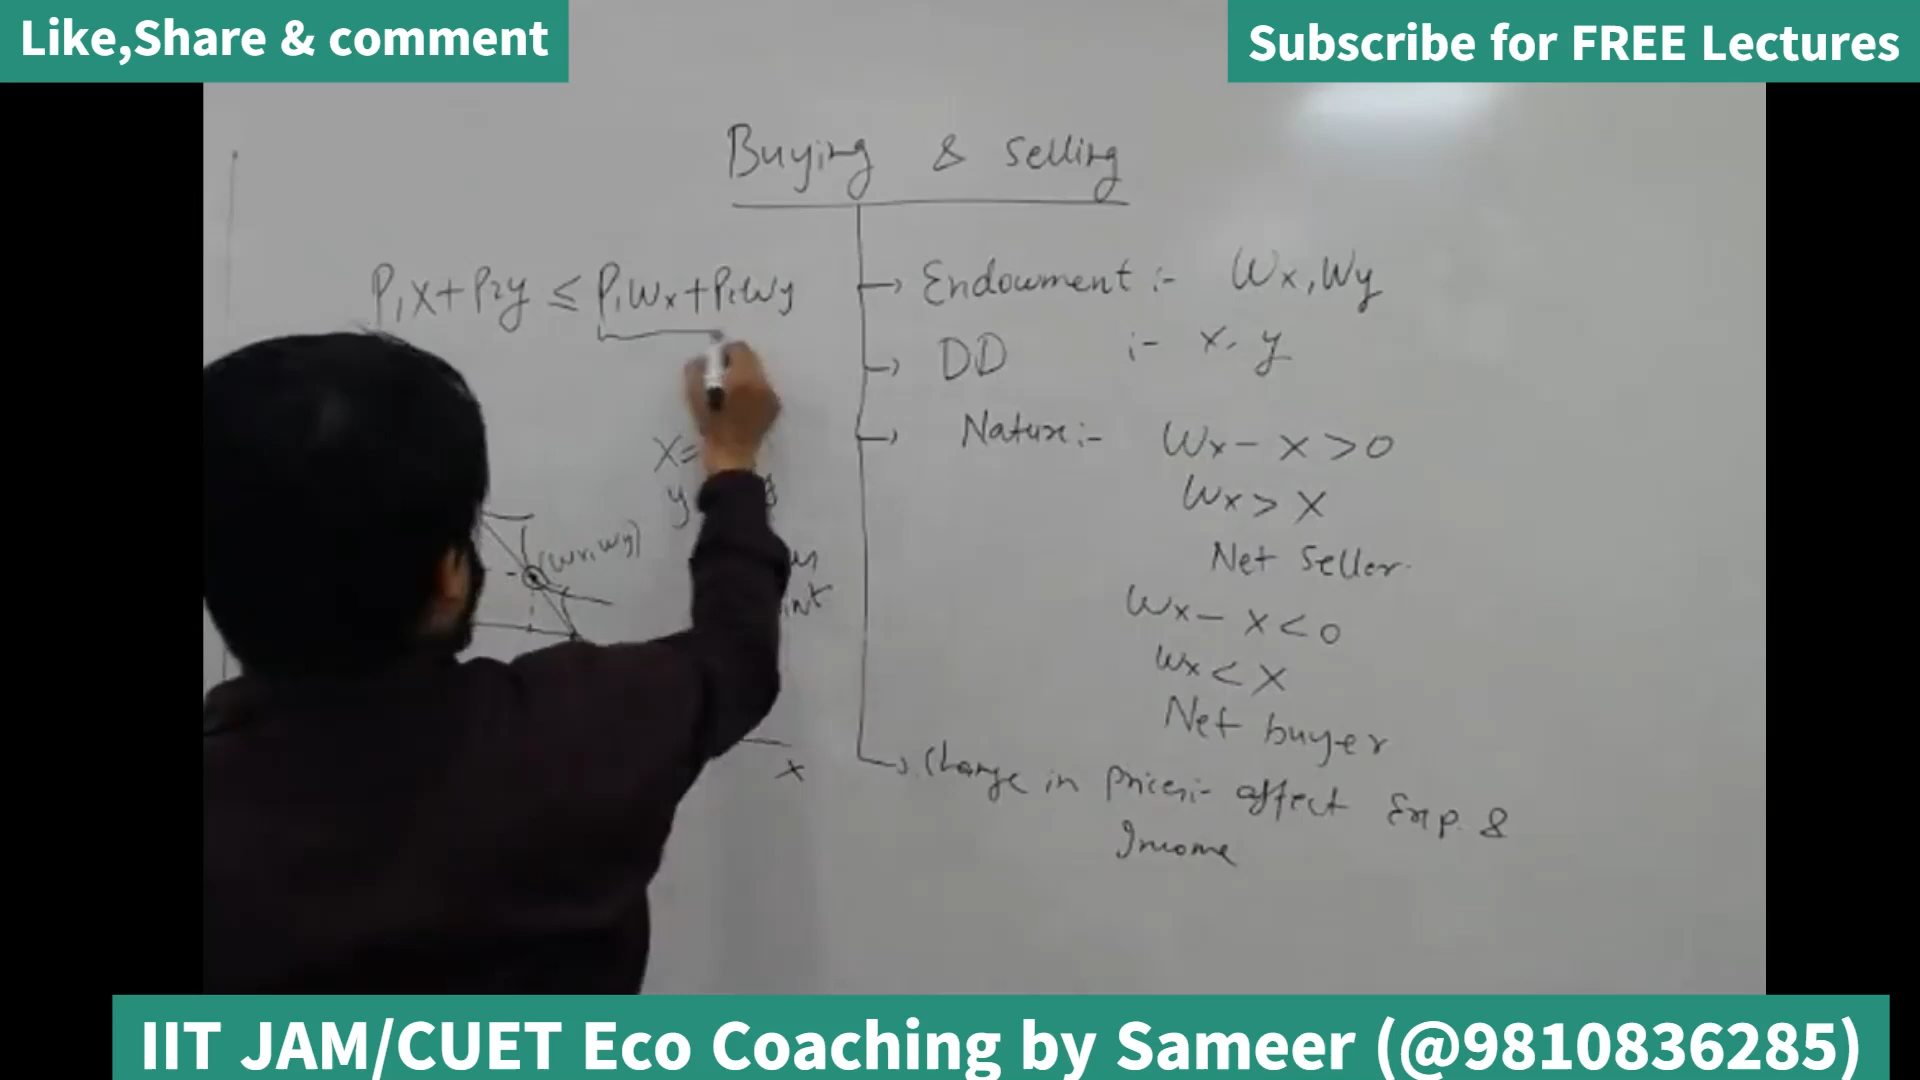 Like,Share & comment
Subscribe for FREE Lectures
Buying & Selling
P1X+P2y ≤ P1Wx+P2Wy
→ Endowment :- Wx, Wy
→ DD :- x, y
→ Nature :- Wx - X > 0
Wx > X
Net Seller.
Wx - X < 0
Wx < X
Net buyer
→ Change in prices :- affect Exp. &
Income
X=
y
(Wx, Wy)
x
IIT JAM/CUET Eco Coaching by Sameer (@9810836285)